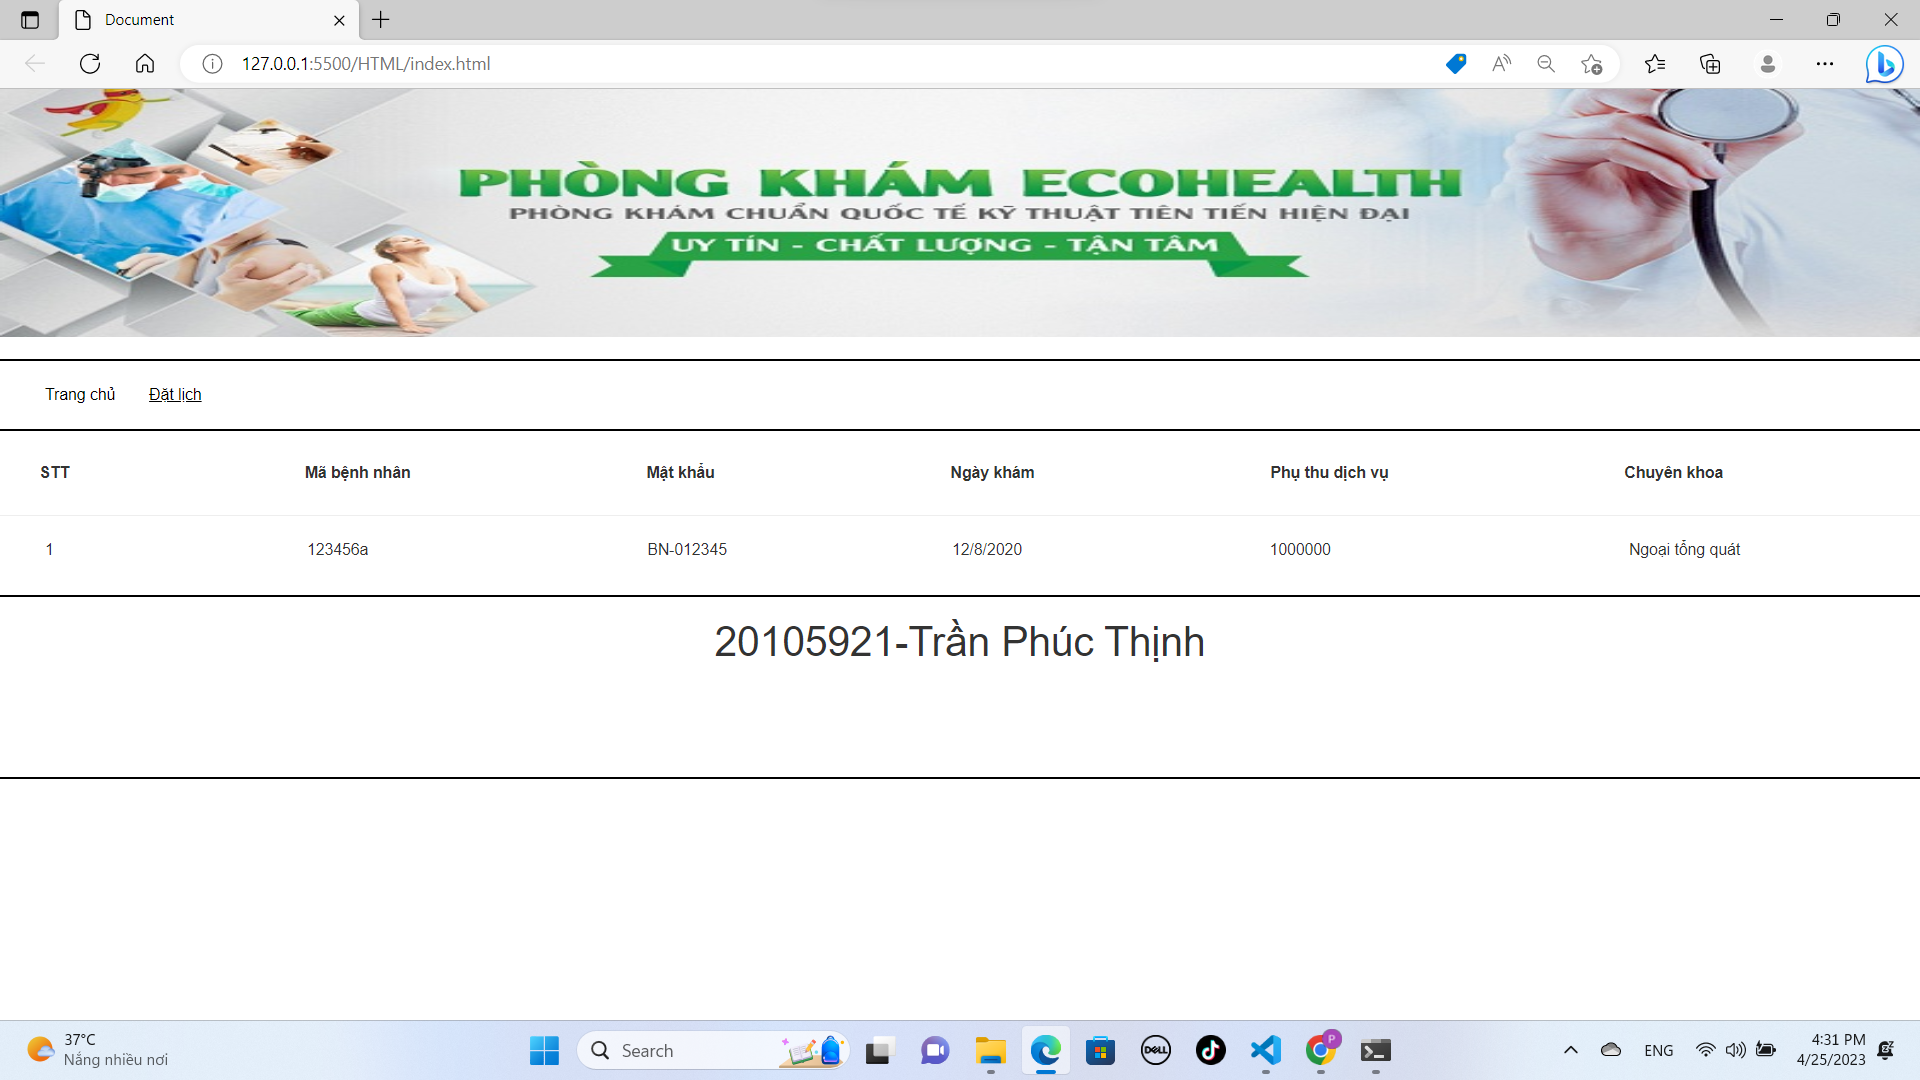 Document
127.0.0.1:5500/HTML/index.html
PHÒNG KHÁM ECOHEALTH
PHÒNG KHÁM CHUẨN QUỐC TẾ KỸ THUẬT TIÊN TIẾN HIỆN ĐẠI
UY TÍN - CHẤT LƯỢNG - TẬN TÂM
Trang chủ Đặt lịch
STT Mã bệnh nhân Mật khẩu Ngày khám Phụ thu dịch vụ Chuyên khoa
1 123456a BN-012345 12/8/2020 1000000 Ngoại tổng quát
20105921-Trần Phúc Thịnh
37°C
Nắng nhiều nơi
Search
DELL
P
ENG
4:31 PM
4/25/2023